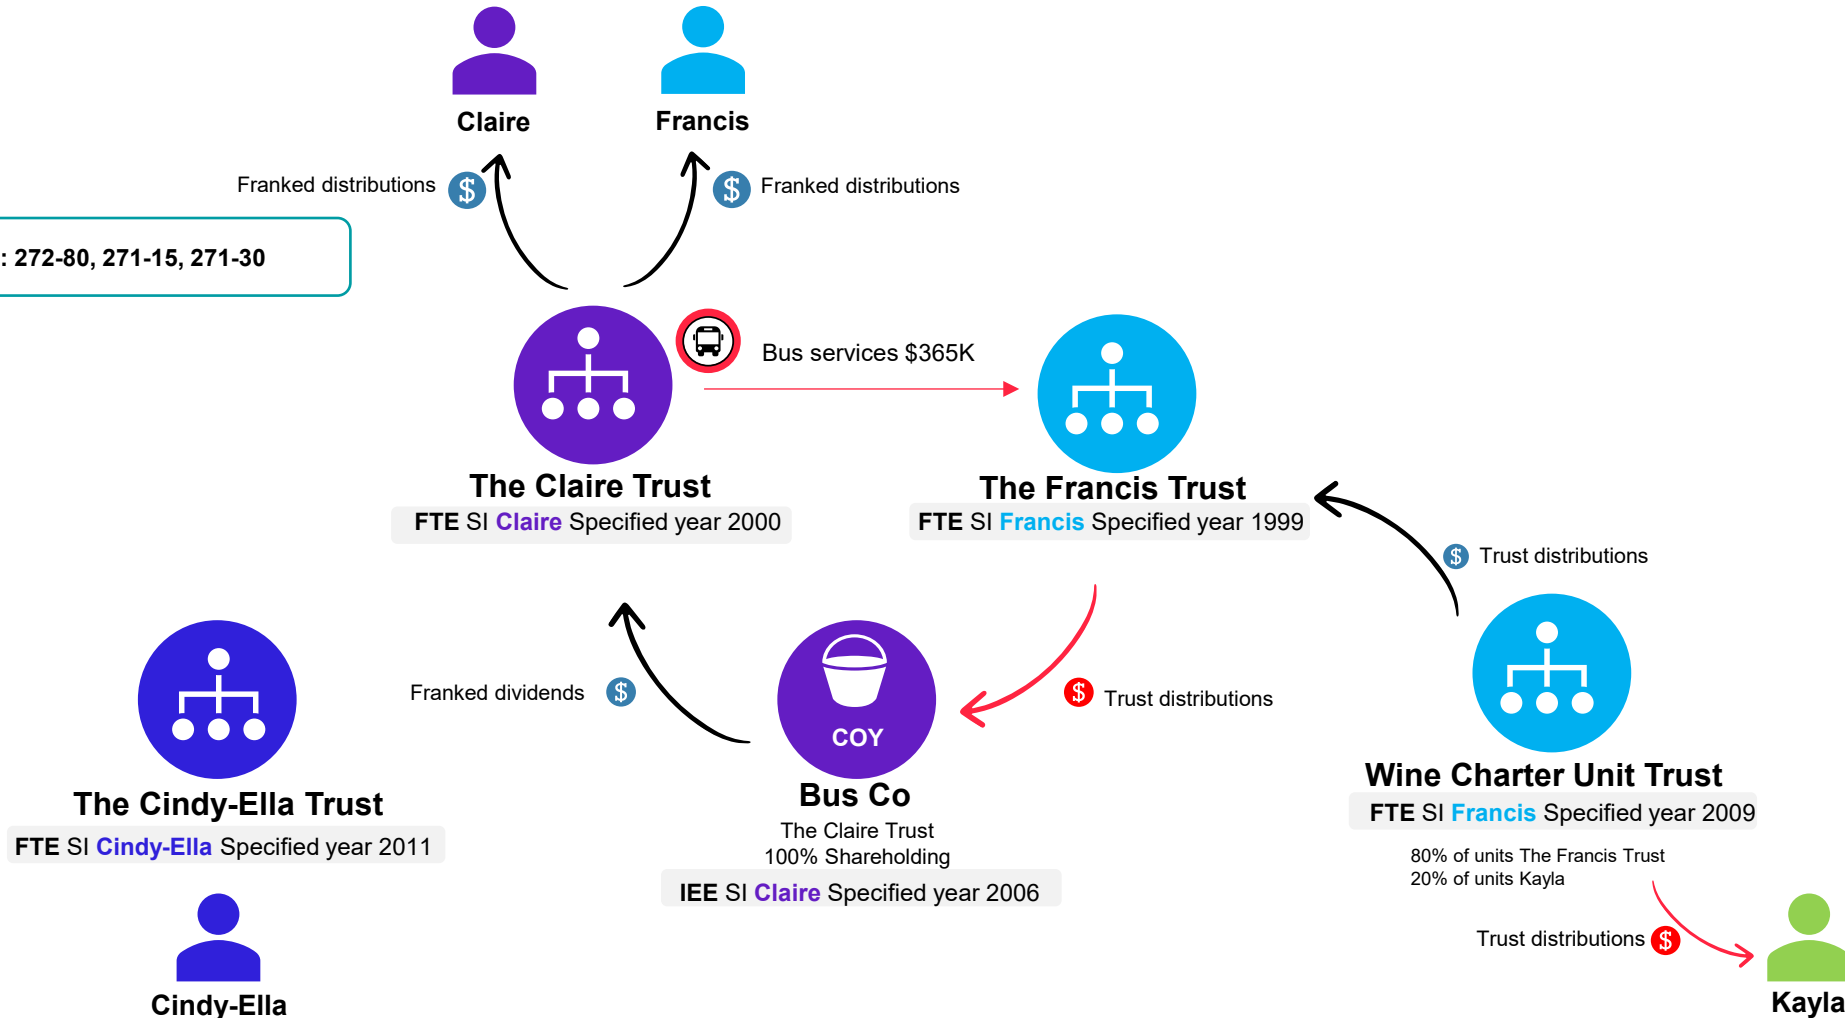 Claire
Francis
Franked distributions
$
$
Franked distributions
: 272-80, 271-15, 271-30
Bus services $365K
The Claire Trust
FTE SI Claire Specified year 2000
The Francis Trust
FTE SI Francis Specified year 1999
$
Trust distributions
Franked dividends
$
COY
$
Trust distributions
The Cindy-Ella Trust
FTE SI Cindy-Ella Specified year 2011
Cindy-Ella
Bus Co
The Claire Trust
100% Shareholding
IEE SI Claire Specified year 2006
Wine Charter Unit Trust
FTE SI Francis Specified year 2009
80% of units The Francis Trust
20% of units Kayla
Trust distributions
$
Kayla